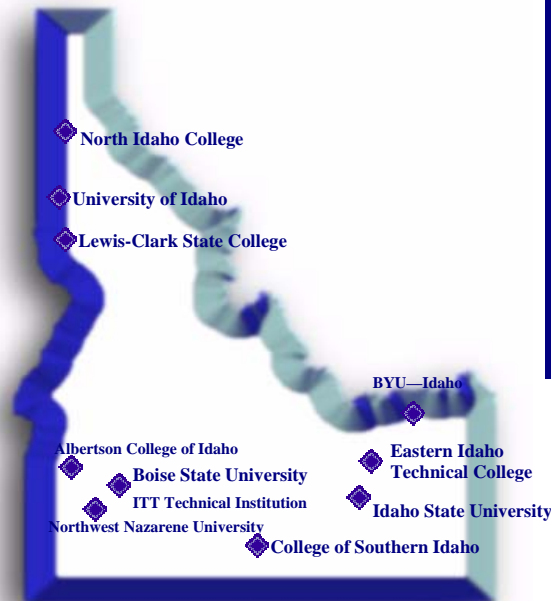 North Idaho College
University of Idaho
Lewis-Clark State College
BYU—Idaho
Albertson College of Idaho
Eastern Idaho
Technical College
Boise State University
ITT Technical Institution
Idaho State University
Northwest Nazarene University
College of Southern Idaho